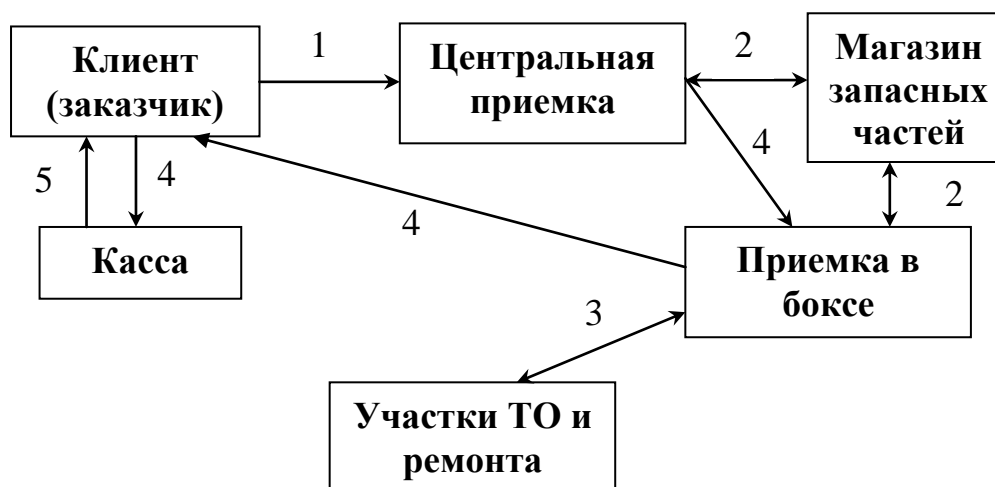 Клиент
(заказчик)
1
Центральная
приемка
2
Магазин
запасных
частей
5
4
4
4
2
Касса
Приемка в
боксе
3
Участки ТО и
ремонта